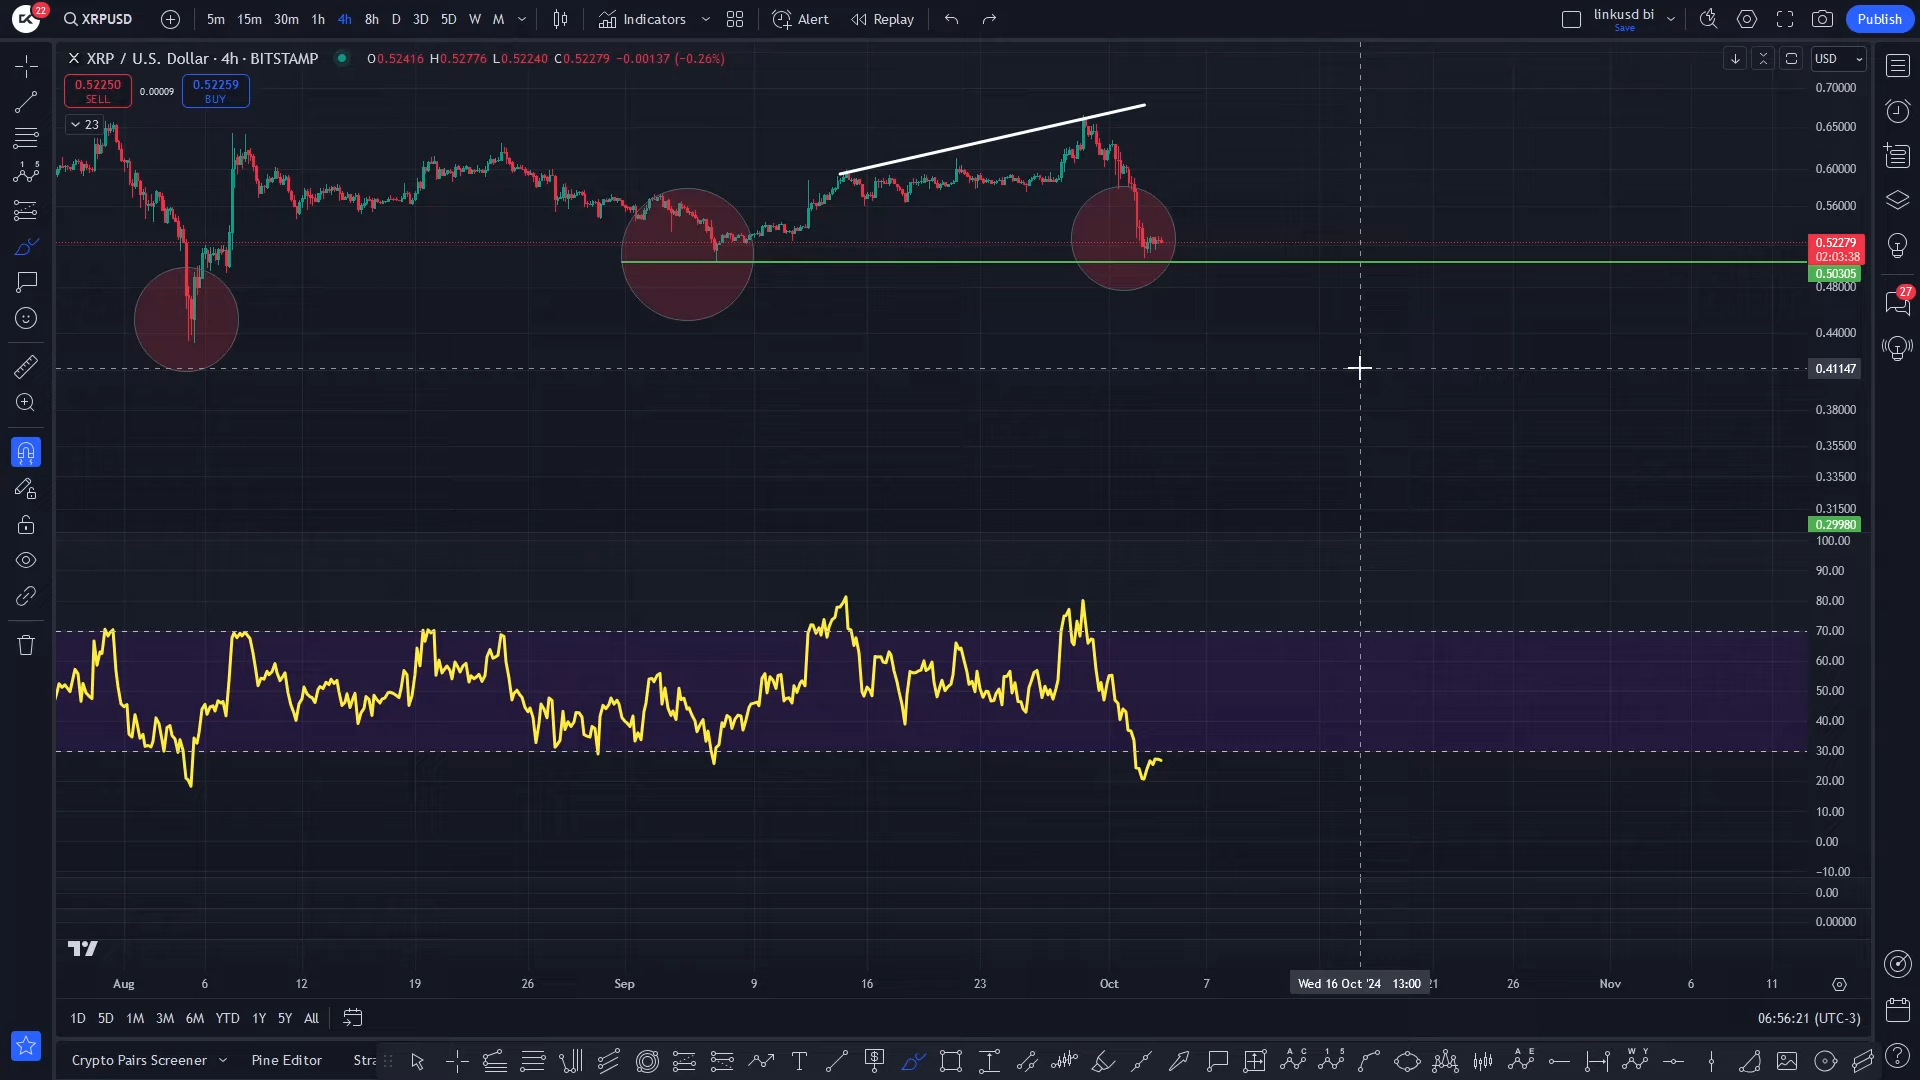 22
XRPUSD
5m 15m 30m 1h 4h 8h D 3D 5D W M
Indicators
Alert
Replay
linkusd bi
Save
Publish
XRP / U.S. Dollar · 4h · BITSTAMP
O0.52416 H0.52776 L0.52240 C0.52279 −0.00137 (−0.26%)
USD
0.52250
SELL
0.00009
0.52259
BUY
23
0.70000
0.65000
0.60000
0.56000
0.52279
02:03:38
0.50305
0.48000
27
0.44000
0.41147
0.38000
0.35500
0.33500
0.31500
0.29980
100.00
90.00
80.00
70.00
60.00
50.00
40.00
30.00
20.00
10.00
0.00
−10.00
0.00
0.00000
Aug 6 12 19 26 Sep 9 16 23 Oct 7 Wed 16 Oct '24 13:00 21 26 Nov 6 11
1D 5D 1M 3M 6M YTD 1Y 5Y All
06:56:21 (UTC-3)
Crypto Pairs Screener Pine Editor Stra